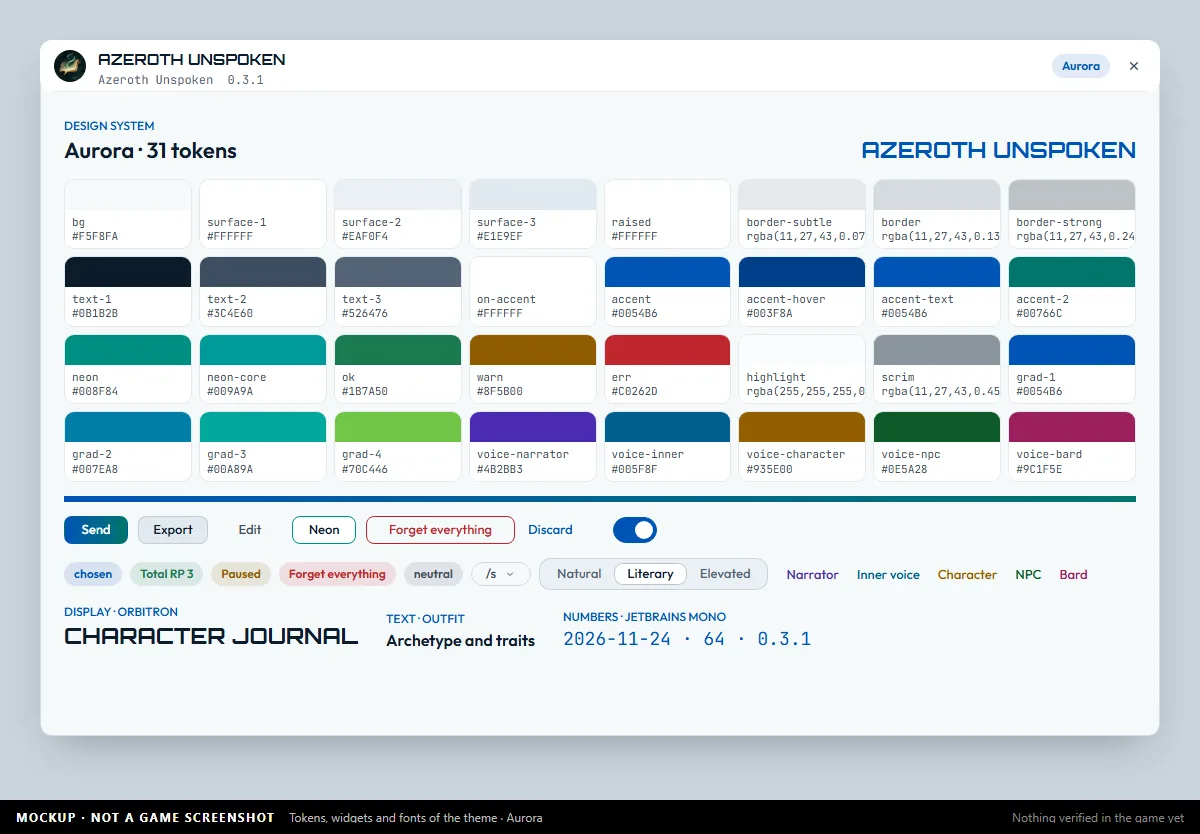 AZEROTH UNSPOKEN
Azeroth Unspoken 0.3.1
Aurora
×
DESIGN SYSTEM
Aurora · 31 tokens
AZEROTH UNSPOKEN
bg
#F5F8FA
surface-1
#FFFFFF
surface-2
#EAF0F4
surface-3
#E1E9EF
raised
#FFFFFF
border-subtle
rgba(11,27,43,0.07
border
rgba(11,27,43,0.13
border-strong
rgba(11,27,43,0.24
text-1
#0B1B2B
text-2
#3C4E60
text-3
#526476
on-accent
#FFFFFF
accent
#0054B6
accent-hover
#003F8A
accent-text
#0054B6
accent-2
#00766C
neon
#008F84
neon-core
#009A9A
ok
#1B7A50
warn
#8F5B00
err
#C0262D
highlight
rgba(255,255,255,0
scrim
rgba(11,27,43,0.45
grad-1
#0054B6
grad-2
#007EA8
grad-3
#00A89A
grad-4
#70C446
voice-narrator
#4B2BB3
voice-inner
#005F8F
voice-character
#935E00
voice-npc
#0E5A28
voice-bard
#9C1F5E
Send Export Edit Neon Forget everything Discard
chosen Total RP 3 Paused Forget everything neutral /s Natural Literary Elevated Narrator Inner voice Character NPC Bard
DISPLAY · ORBITRON
CHARACTER JOURNAL
TEXT · OUTFIT
Archetype and traits
NUMBERS · JETBRAINS MONO
2026-11-24 · 64 · 0.3.1
MOCKUP · NOT A GAME SCREENSHOT Tokens, widgets and fonts of the theme · Aurora Nothing verified in the game yet